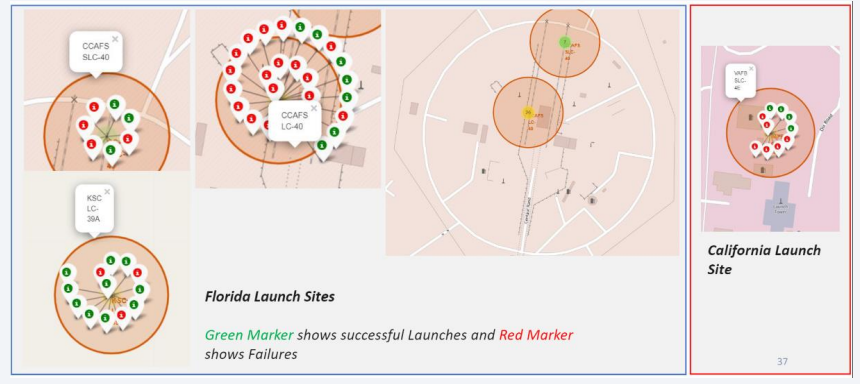 CCAFS
SLC-40
CCAFS
LC-40
KSC
LC-
39A
Florida Launch Sites
Green Marker shows successful Launches and Red Marker
shows Failures
VAFB
SLC-
4E
California Launch
Site
37